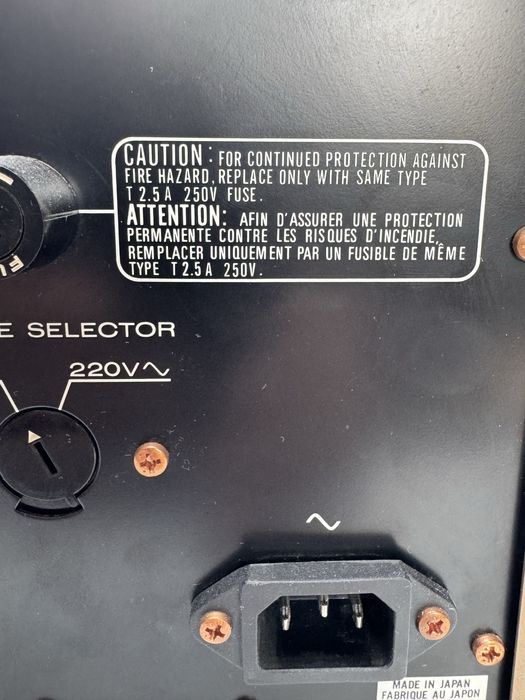 CAUTION: FOR CONTINUED PROTECTION AGAINST
FIRE HAZARD, REPLACE ONLY WITH SAME TYPE
T 2.5 A 250V FUSE.
ATTENTION: AFIN D'ASSURER UNE PROTECTION
PERMANENTE CONTRE LES RISQUES D'INCENDIE,
REMPLACER UNIQUEMENT PAR UN FUSIBLE DE MÊME
TYPE T 2.5 A 250V.
FU
E SELECTOR
220V～
～
MADE IN JAPAN
FABRIQUE AU JAPON